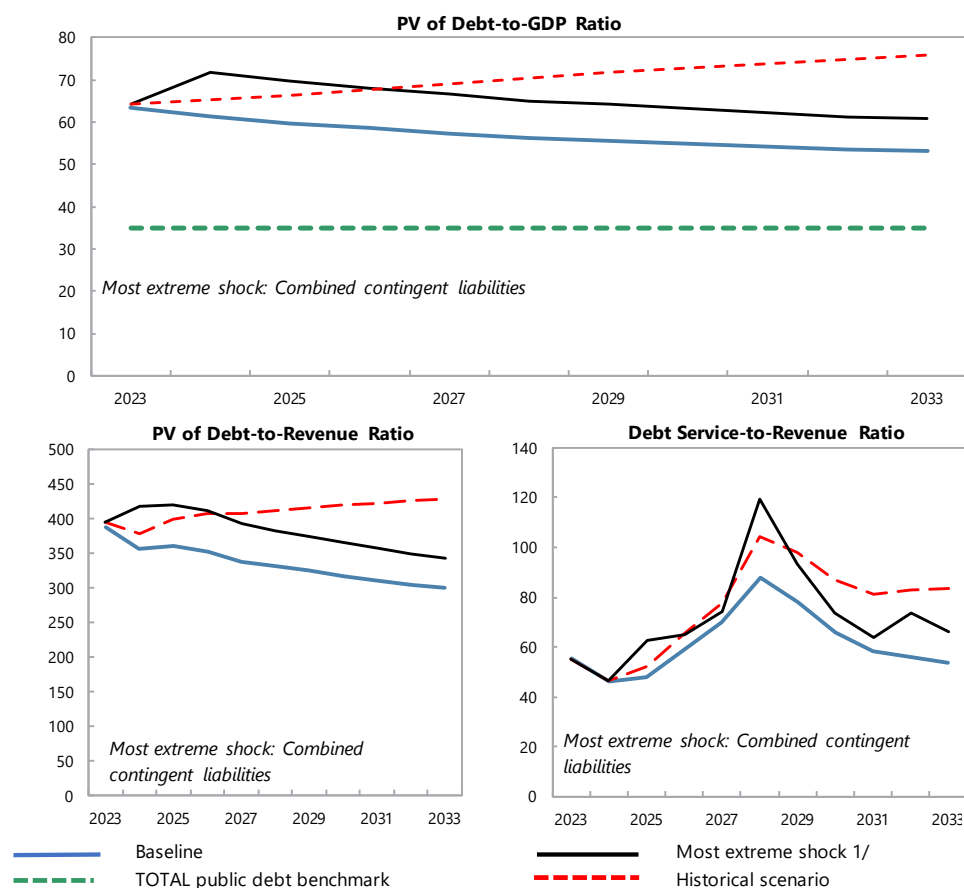 PV of Debt-to-GDP Ratio
80
70
60
50
40
30
20
10
0
Most extreme shock: Combined contingent liabilities
2023 2025 2027 2029 2031 2033
PV of Debt-to-Revenue Ratio
500
450
400
350
300
250
200
150
100
50
0
Most extreme shock: Combined
contingent liabilities
2023 2025 2027 2029 2031 2033
Debt Service-to-Revenue Ratio
140
120
100
80
60
40
20
0
Most extreme shock: Combined contingent
liabilities
2023 2025 2027 2029 2031 2033
Baseline
Most extreme shock 1/
TOTAL public debt benchmark
Historical scenario